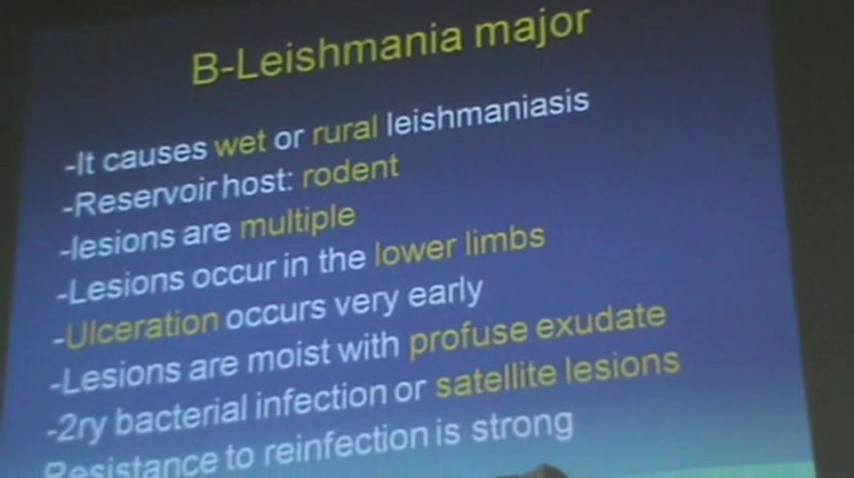 B-Leishmania major
-It causes wet or rural leishmaniasis
-Reservoir host: rodent
-lesions are multiple
-Lesions occur in the lower limbs
-Ulceration occurs very early
-Lesions are moist with profuse exudate
-2ry bacterial infection or satellite lesions
Resistance to reinfection is strong